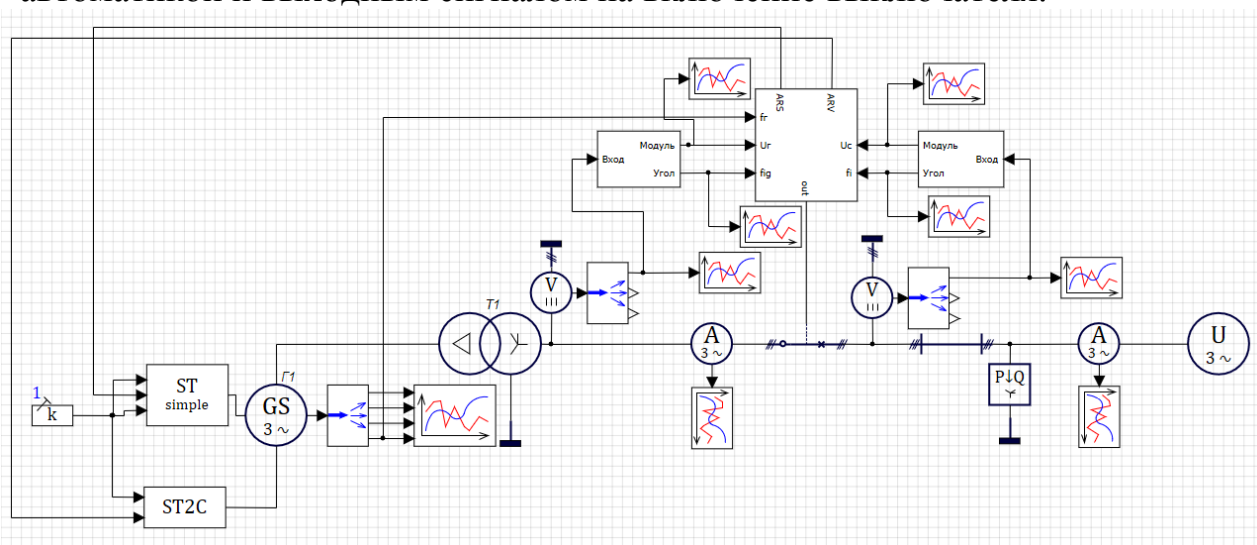 автоматикой и выходным сигналом на включение выключателя.
ARS
ARV
fr
Модуль
Ur
Uc
Модуль
Вход
Вход
Угол
fig
fi
Угол
out
V
V
T1
A
3 ~
A
3 ~
U
3 ~
Г1
ST
simple
GS
3 ~
P↓Q
1
k
ST2C